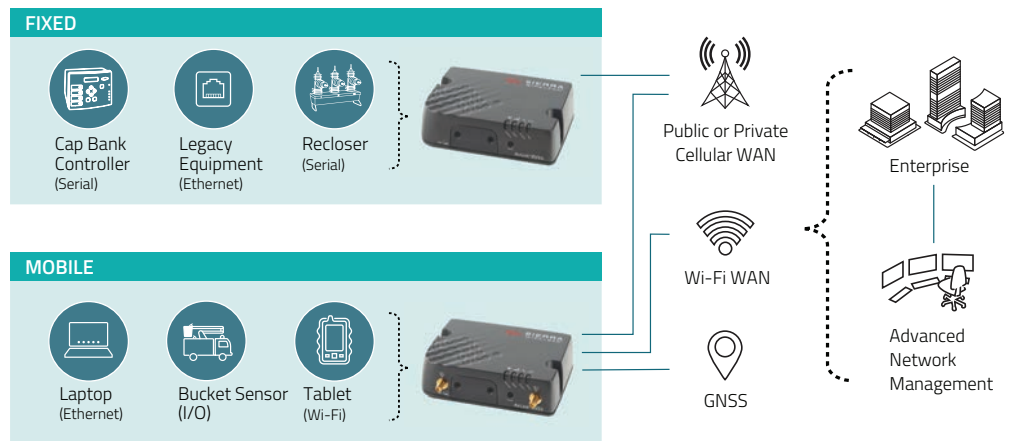 FIXED
Cap Bank
Controller
(Serial)
Legacy
Equipment
(Ethernet)
Recloser
(Serial)
SIERRA
Public or Private
Cellular WAN
Enterprise
Wi-Fi WAN
MOBILE
Laptop
(Ethernet)
Bucket Sensor
(I/O)
Tablet
(Wi-Fi)
SIERRA
GNSS
Advanced
Network
Management